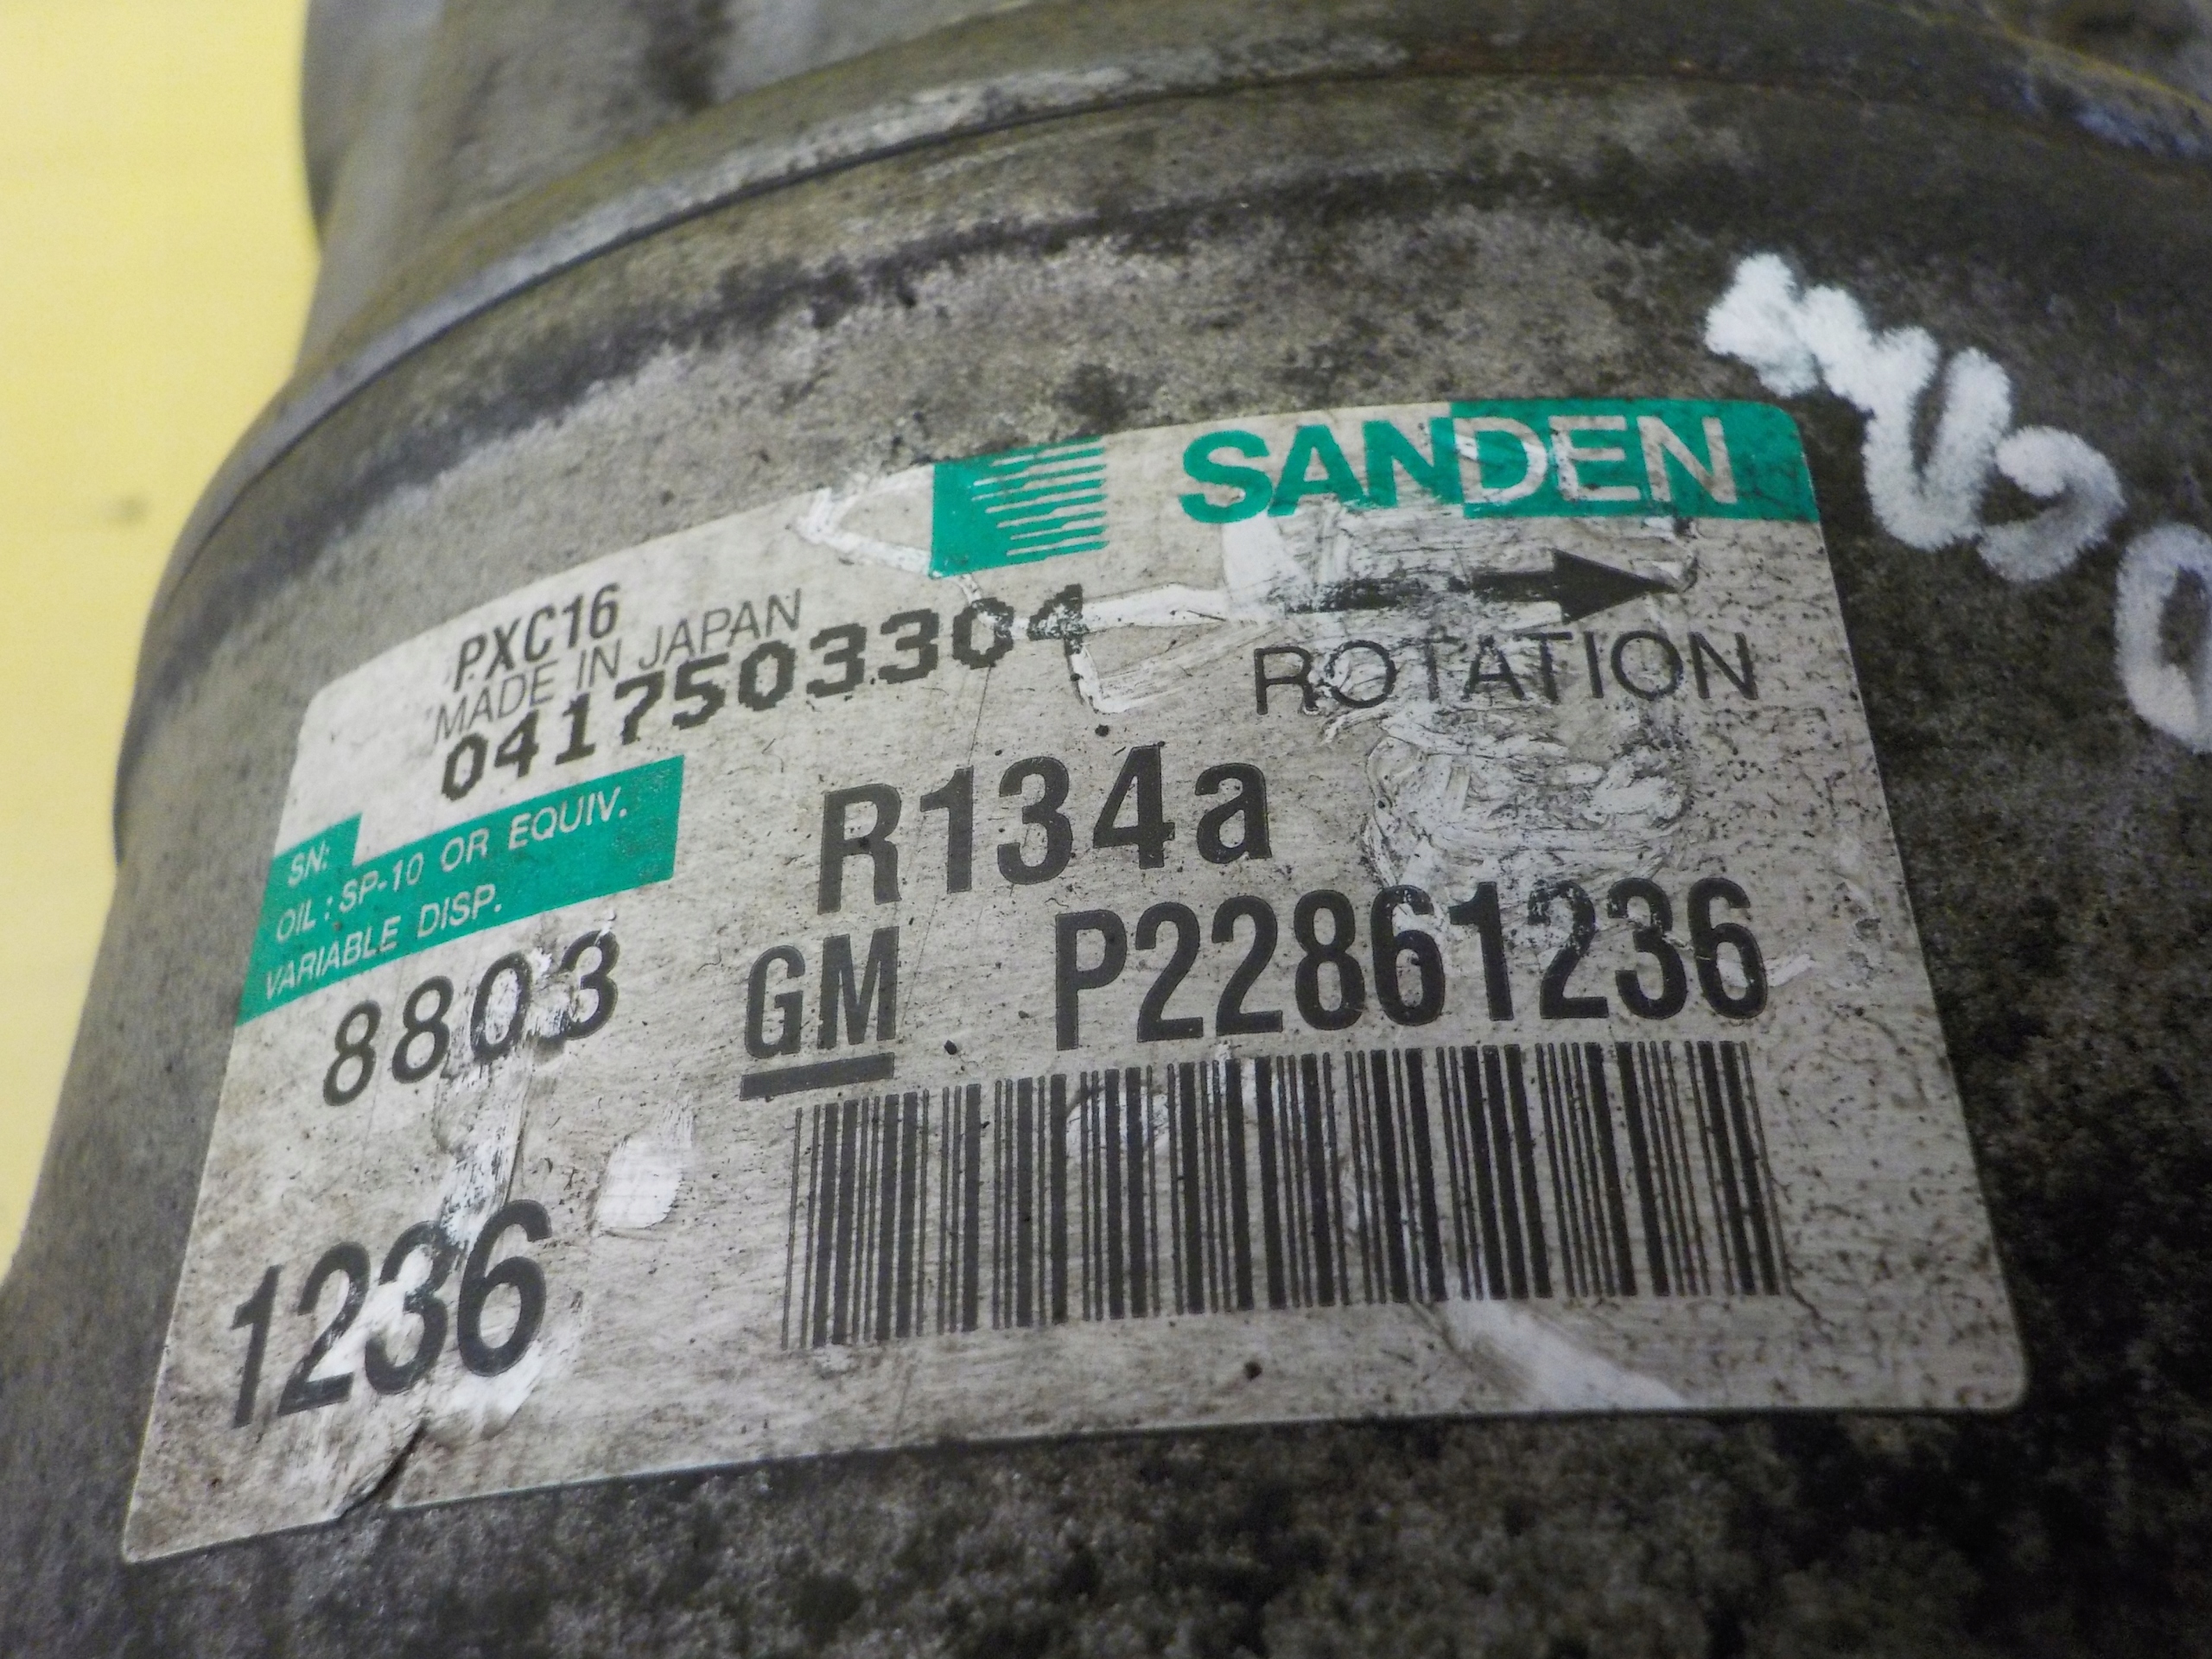 SANDEN
PXC16
MADE IN JAPAN
04175033304
ROTATION
SN:
OIL : SP-10 OR EQUIV.
VARIABLE DISP.
R134a
8803
GM P22861236
1236